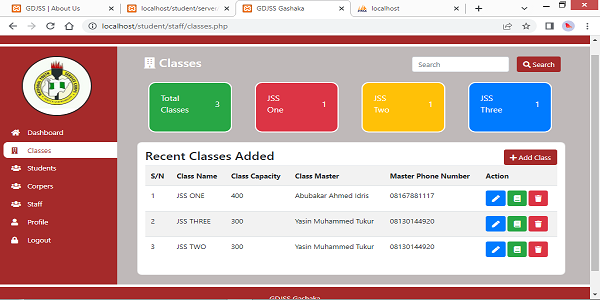 GDJSS | About Us
localhost/student/server
GDJSS Gashaka
localhost
localhost/student/staff/classes.php
Classes
Search
Search
Total Classes 3
JSS One 1
JSS Two 1
JSS Three 1
Dashboard
Classes
Students
Corpers
Staff
Profile
Logout
Recent Classes Added
+ Add Class
S/N Class Name Class Capacity Class Master Master Phone Number Action
1 JSS ONE 400 Abubakar Ahmed Idris 08167881117
2 JSS THREE 300 Yasin Muhammed Tukur 08130144920
3 JSS TWO 300 Yasin Muhammed Tukur 08130144920
GDJSS Gashaka